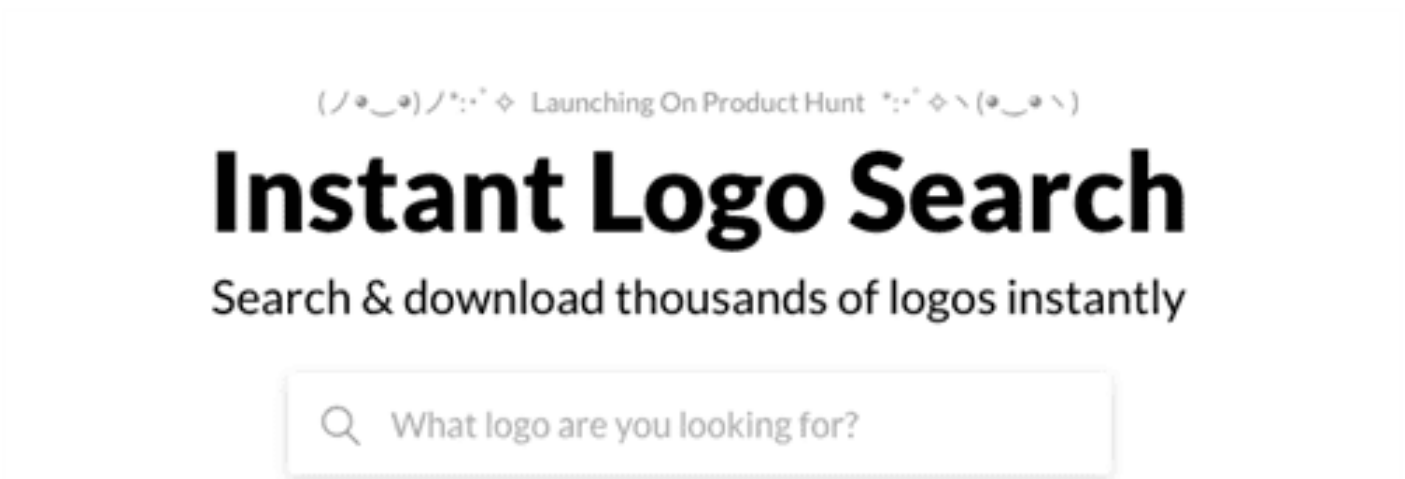 (ノ◕‿◕)ノ*:･ﾟ✧ Launching On Product Hunt *:･ﾟ✧ヽ(◕‿◕ヽ)
Instant Logo Search
Search & download thousands of logos instantly
What logo are you looking for?